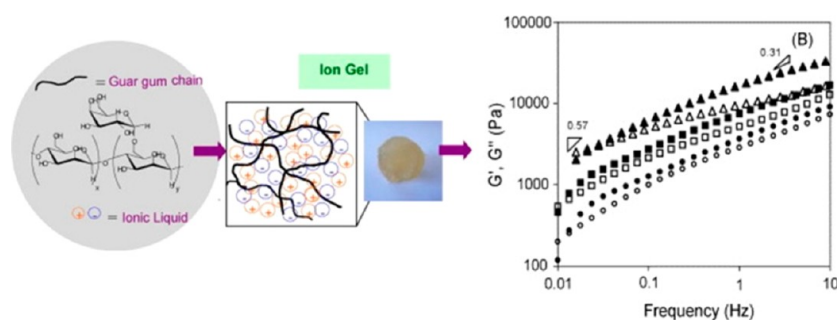 = Guar gum chain
= Ionic Liquid
Ion Gel
(B)
G', G'' (Pa)
100000
10000
1000
100
0.31
0.57
0.01
0.1
1
10
Frequency (Hz)